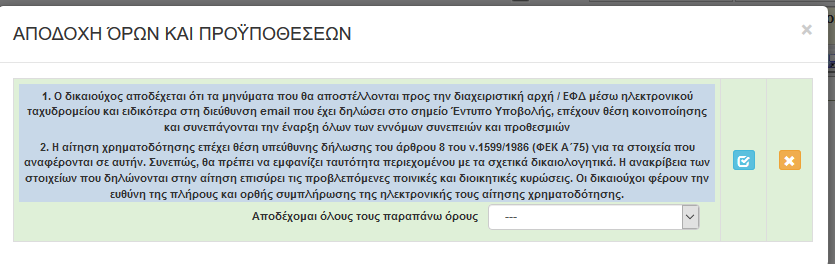 ΑΠΟΔΟΧΗ ΌΡΩΝ ΚΑΙ ΠΡΟΫΠΟΘΕΣΕΩΝ
×
1. Ο δικαιούχος αποδέχεται ότι τα μηνύματα που θα αποστέλλονται προς την διαχειριστική αρχή / ΕΦΔ μέσω ηλεκτρονικού
ταχυδρομείου και ειδικότερα στη διεύθυνση email που έχει δηλώσει στο σημείο Έντυπο Υποβολής, επέχουν θέση κοινοποίησης
και συνεπάγονται την έναρξη όλων των εννόμων συνεπειών και προθεσμιών
2. Η αίτηση χρηματοδότησης επέχει θέση υπεύθυνης δήλωσης του άρθρου 8 του ν.1599/1986 (ΦΕΚ Α΄75) για τα στοιχεία που
αναφέρονται σε αυτήν. Συνεπώς, θα πρέπει να εμφανίζει ταυτότητα περιεχομένου με τα σχετικά δικαιολογητικά. Η ανακρίβεια των
στοιχείων που δηλώνονται στην αίτηση επισύρει τις προβλεπόμενες ποινικές και διοικητικές κυρώσεις. Οι δικαιούχοι φέρουν την
ευθύνη της πλήρους και ορθής συμπλήρωσης της ηλεκτρονικής τους αίτησης χρηματοδότησης.
Αποδέχομαι όλους τους παραπάνω όρους ---